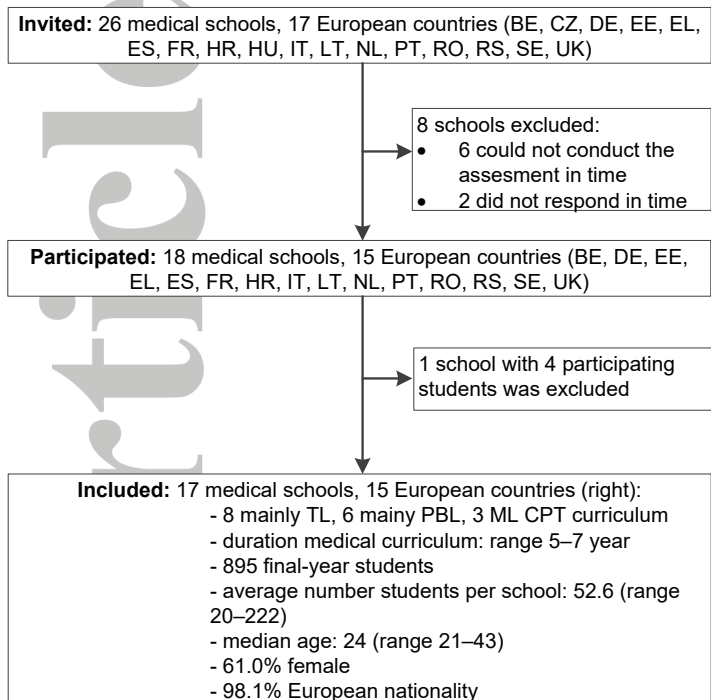 Invited: 26 medical schools, 17 European countries (BE, CZ, DE, EE, EL,
ES, FR, HR, HU, IT, LT, NL, PT, RO, RS, SE, UK)
8 schools excluded:
• 6 could not conduct the
assesment in time
• 2 did not respond in time
Participated: 18 medical schools, 15 European countries (BE, DE, EE,
EL, ES, FR, HR, IT, LT, NL, PT, RO, RS, SE, UK)
1 school with 4 participating
students was excluded
Included: 17 medical schools, 15 European countries (right):
- 8 mainly TL, 6 mainy PBL, 3 ML CPT curriculum
- duration medical curriculum: range 5–7 year
- 895 final-year students
- average number students per school: 52.6 (range
20–222)
- median age: 24 (range 21–43)
- 61.0% female
- 98.1% European nationality
rticle